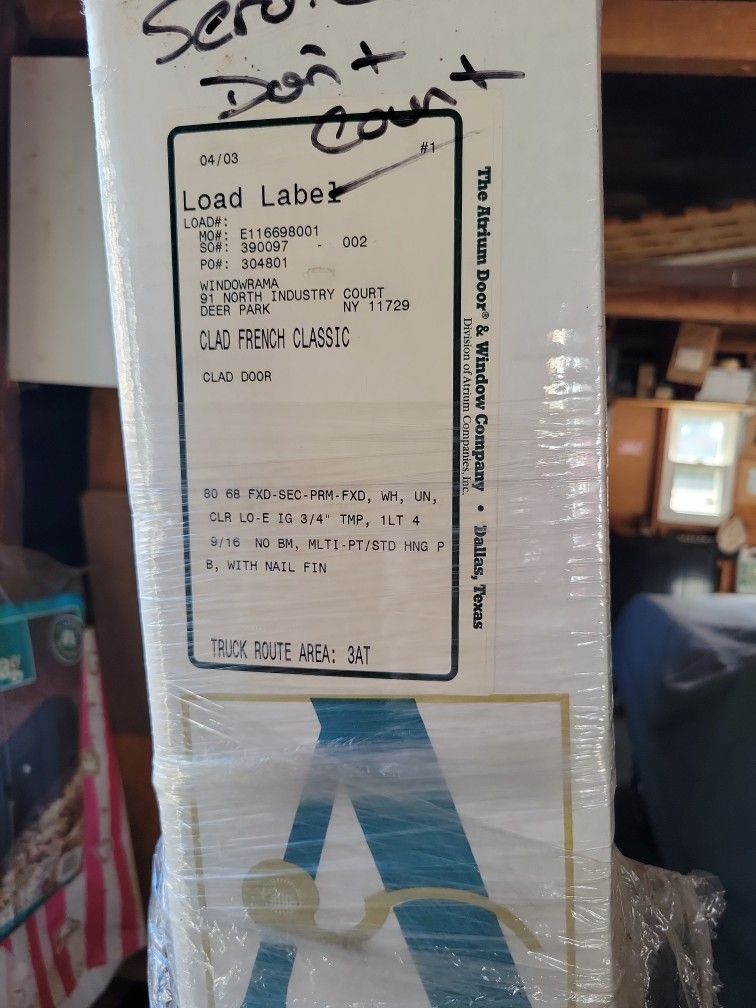 Don't
Count
04/03 #1
Load Label
LOAD#:
MO#: E116698001
SO#: 390097 - 002
PO#: 304801
WINDOWRAMA
91 NORTH INDUSTRY COURT
DEER PARK NY 11729
CLAD FRENCH CLASSIC
CLAD DOOR
80 68 FXD-SEC-PRM-FXD, WH, UN,
CLR LO-E IG 3/4" TMP, 1LT 4
9/16 NO BM, MLTI-PT/STD HNG P
B, WITH NAIL FIN
TRUCK ROUTE AREA: 3AT
The Atrium Door® & Window Company • Dallas, Texas
Division of Atrium Companies, Inc.